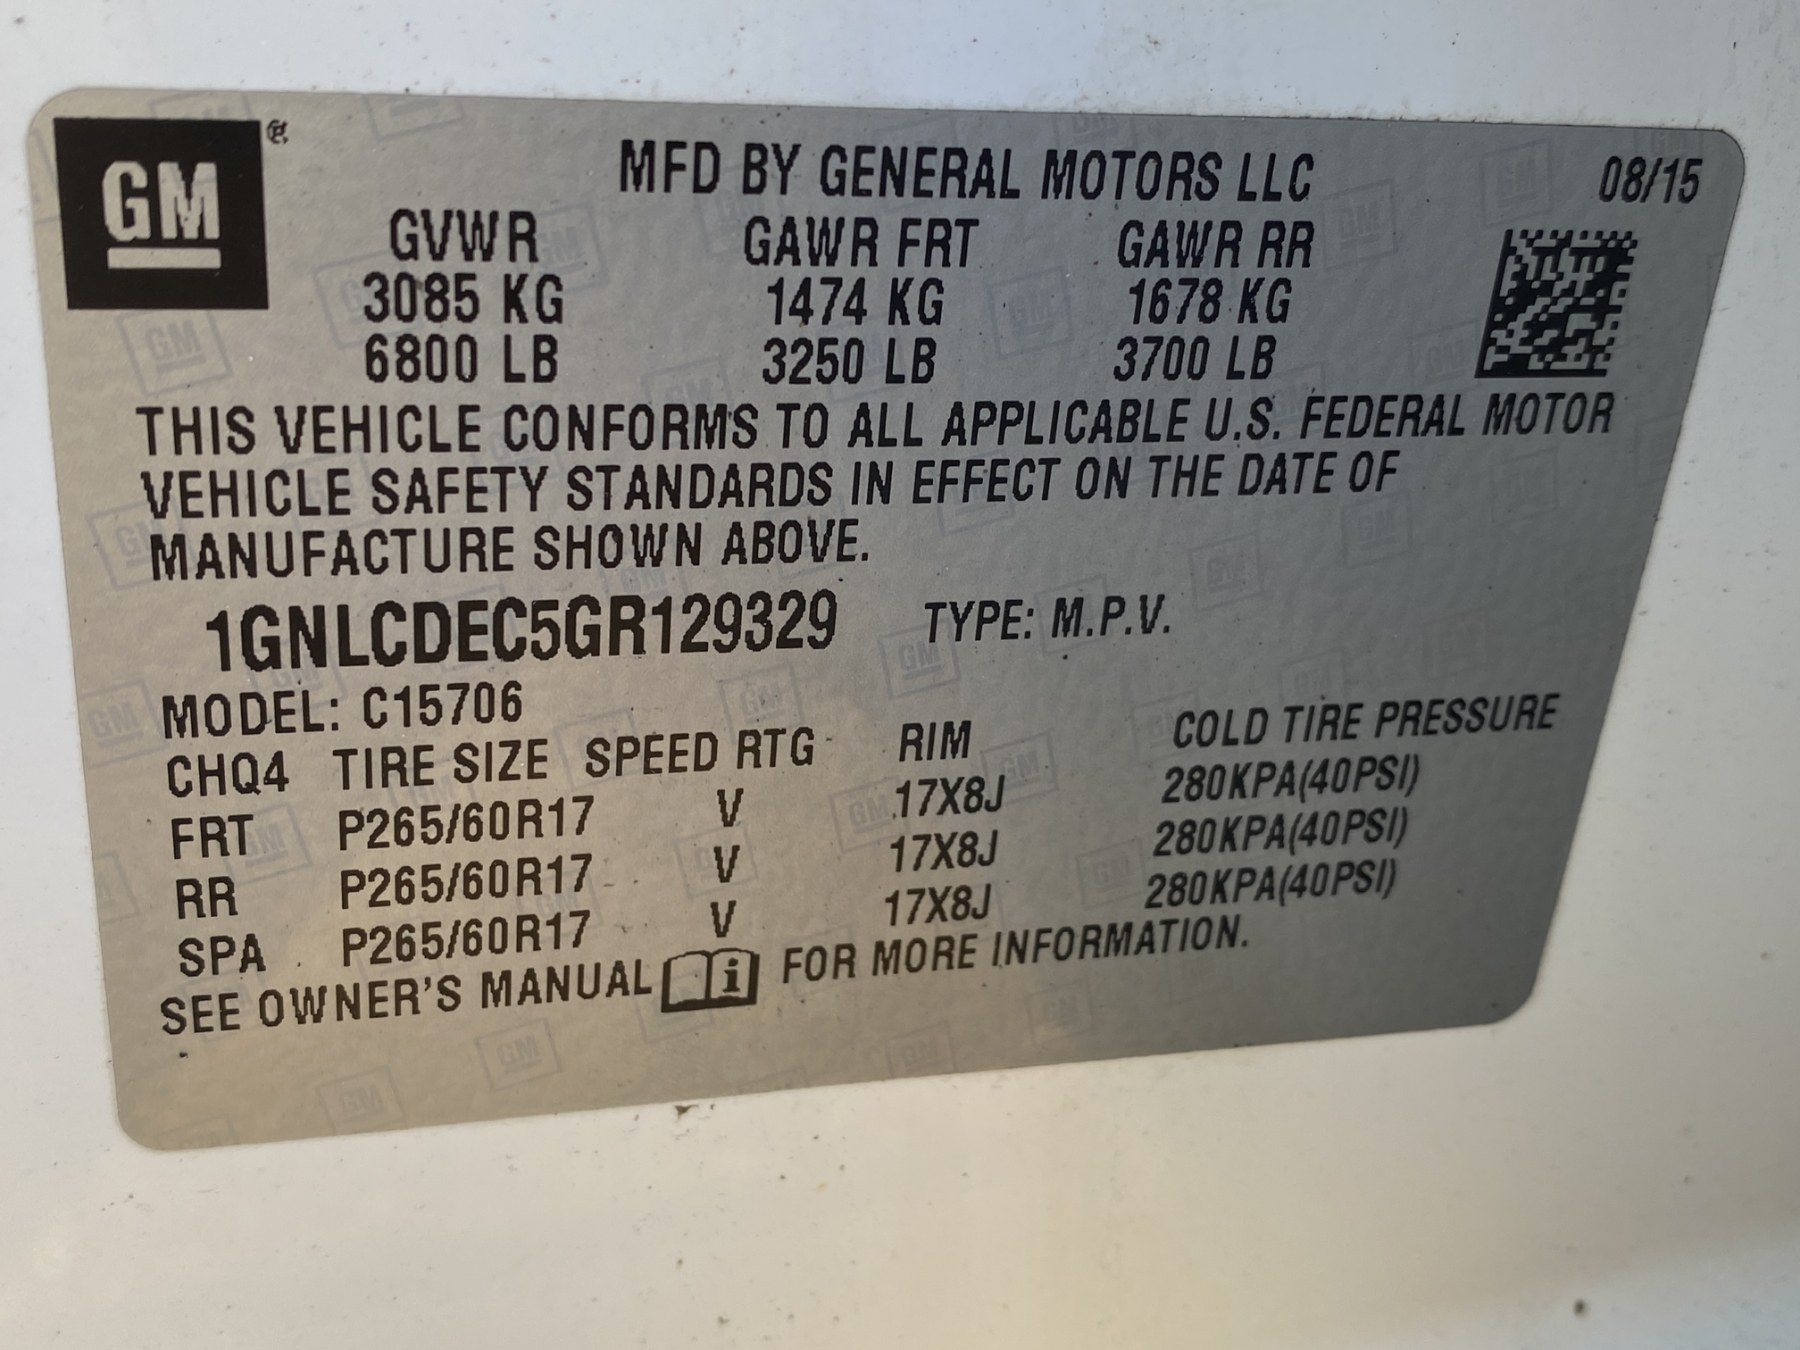 GM ®
MFD BY GENERAL MOTORS LLC 08/15
GVWR GAWR FRT GAWR RR
3085 KG 1474 KG 1678 KG
6800 LB 3250 LB 3700 LB
THIS VEHICLE CONFORMS TO ALL APPLICABLE U.S. FEDERAL MOTOR
VEHICLE SAFETY STANDARDS IN EFFECT ON THE DATE OF
MANUFACTURE SHOWN ABOVE.
1GNLCDEC5GR129329 TYPE: M.P.V.
MODEL: C15706
CHQ4 TIRE SIZE SPEED RTG RIM COLD TIRE PRESSURE
FRT P265/60R17 V 17X8J 280KPA(40PSI)
RR P265/60R17 V 17X8J 280KPA(40PSI)
SPA P265/60R17 V 17X8J 280KPA(40PSI)
SEE OWNER'S MANUAL i FOR MORE INFORMATION.